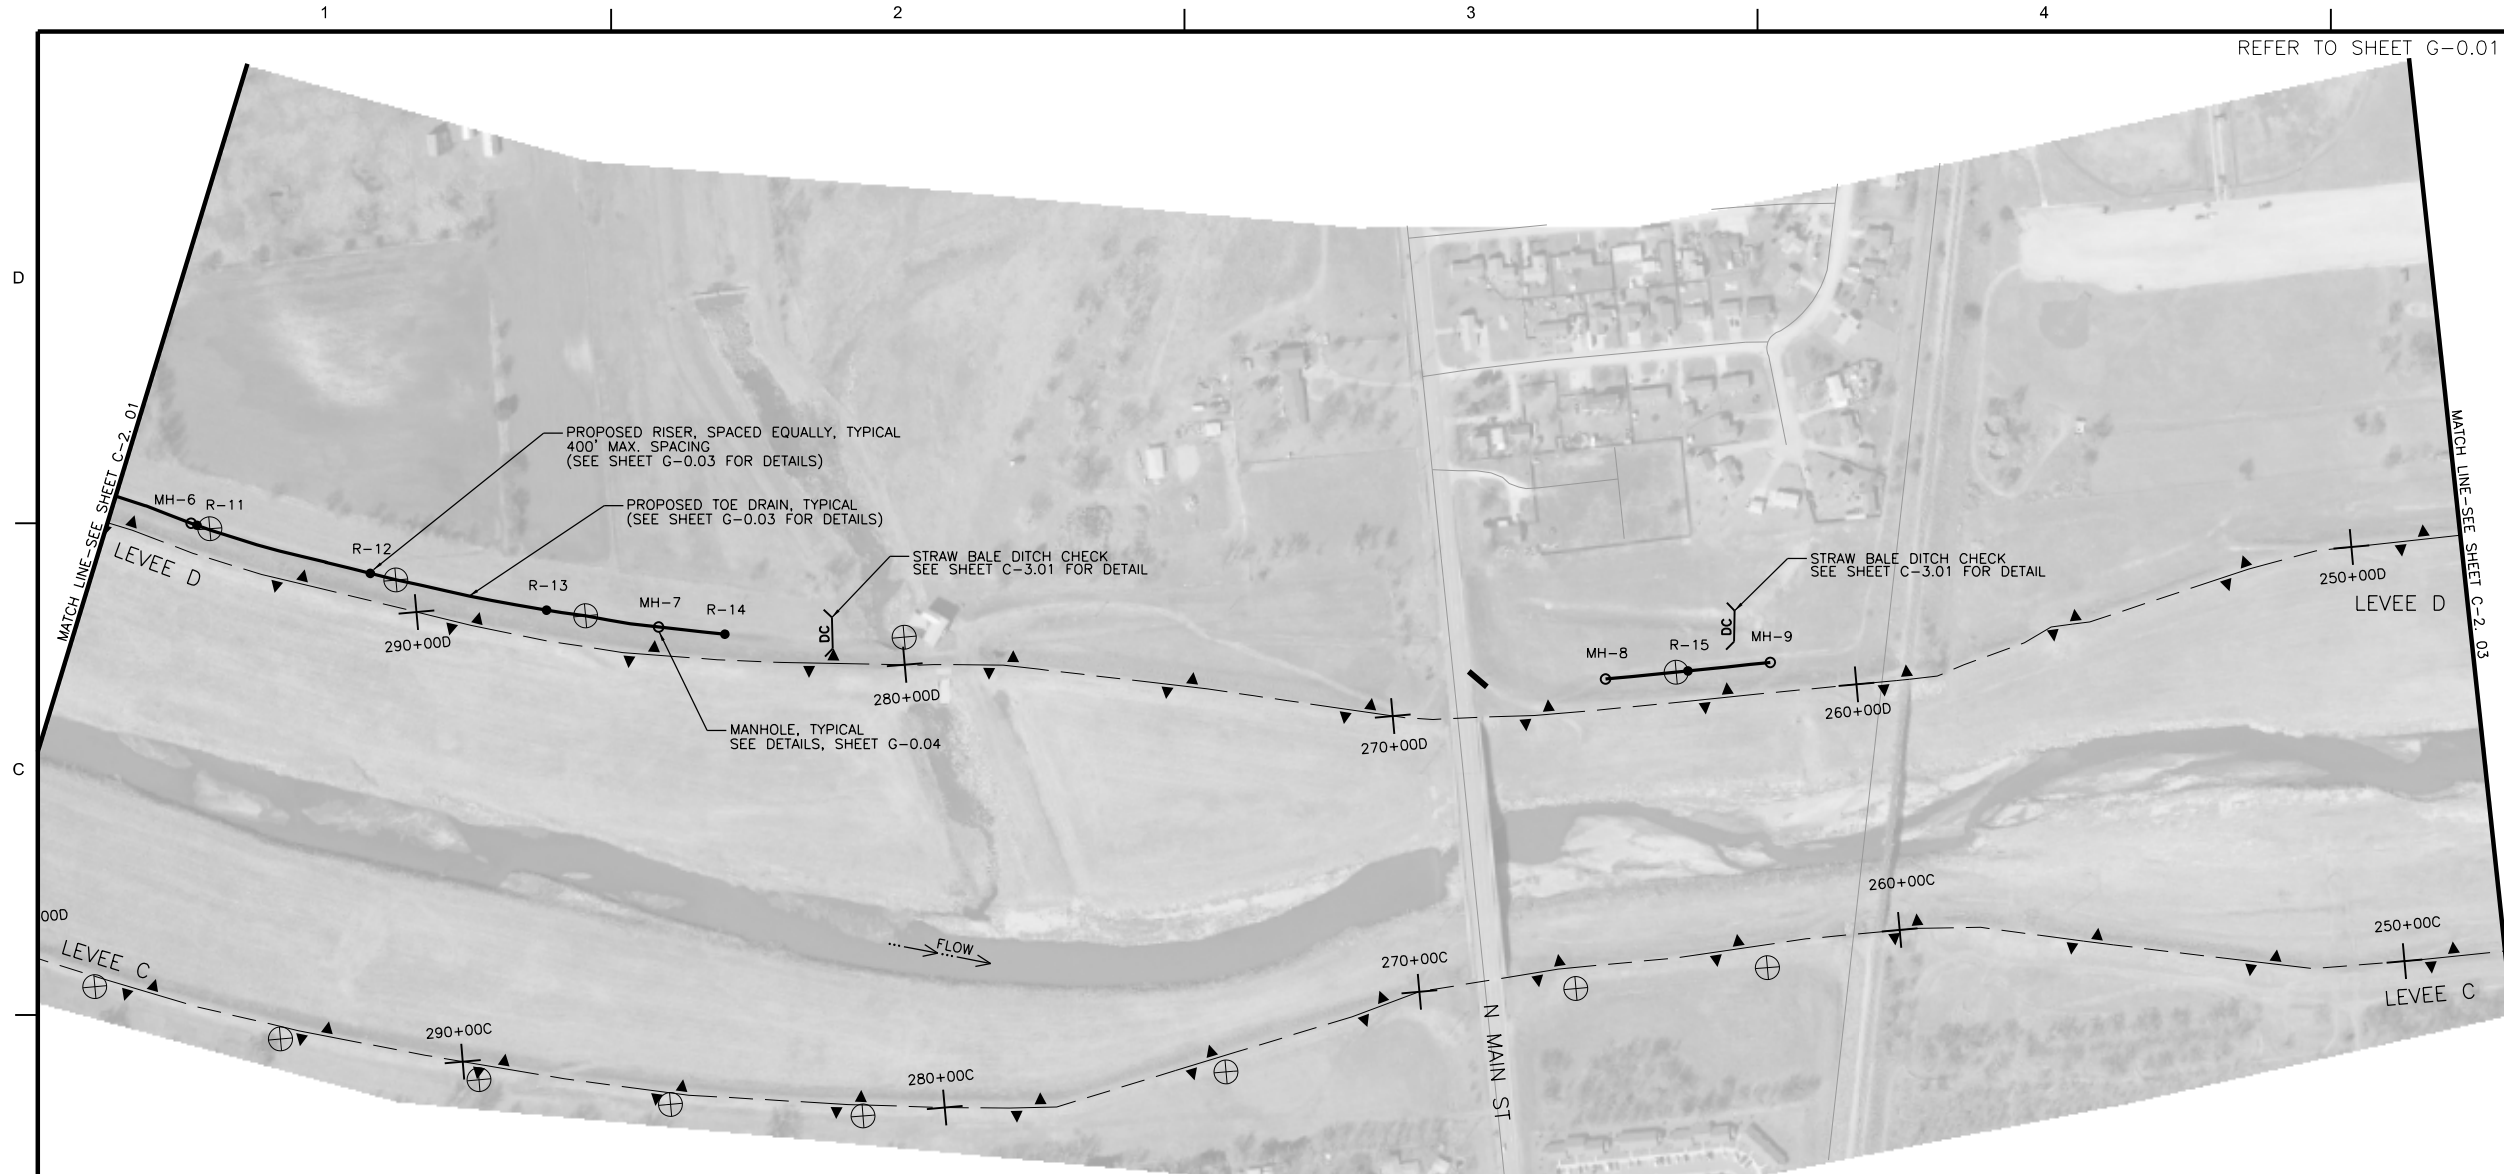 1
2
3
4
REFER TO SHEET G-0.01
D
C
MATCH LINE-SEE SHEET C-2. 01
MATCH LINE-SEE SHEET C-2. 03
PROPOSED RISER, SPACED EQUALLY, TYPICAL
400' MAX. SPACING
(SEE SHEET G-0.03 FOR DETAILS)
PROPOSED TOE DRAIN, TYPICAL
(SEE SHEET G-0.03 FOR DETAILS)
MH-6
R-11
R-12
R-13
MH-7
R-14
LEVEE D
290+00D
STRAW BALE DITCH CHECK
SEE SHEET C-3.01 FOR DETAIL
DC
280+00D
MANHOLE, TYPICAL
SEE DETAILS, SHEET G-0.04
270+00D
STRAW BALE DITCH CHECK
SEE SHEET C-3.01 FOR DETAIL
DC
MH-8
R-15
MH-9
260+00D
250+00D
LEVEE D
00D
LEVEE C
FLOW
290+00C
280+00C
270+00C
260+00C
250+00C
LEVEE C
N MAIN ST